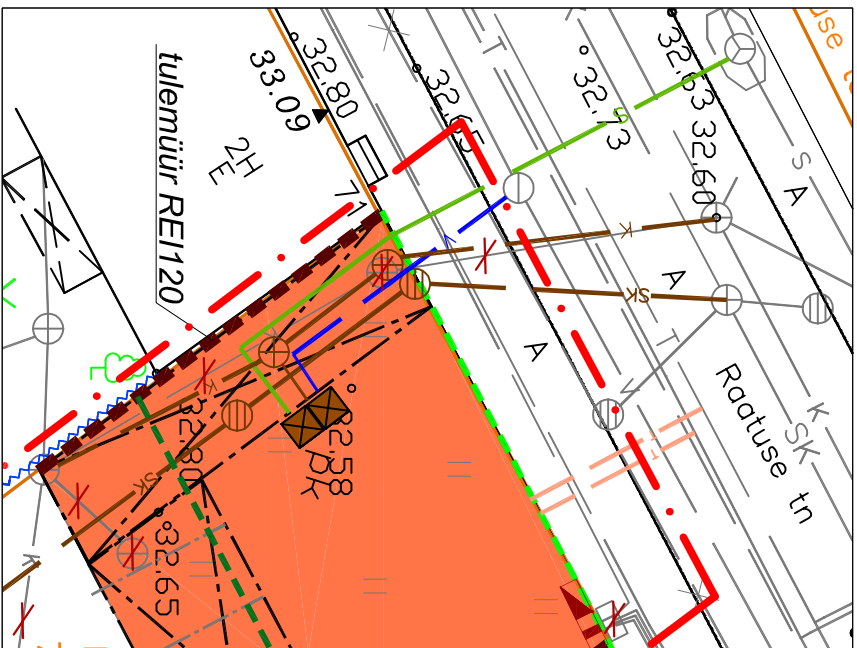 use t
32.63
32.60
32.73
32.65
32.80
33.09
2H
E
71
tulemüür REI120
S
T
S
A
K
V
K
A
SK
T
A
V
K
SK
Raatuse tn
K
32.80
32.58
pk
SK
32.65
K